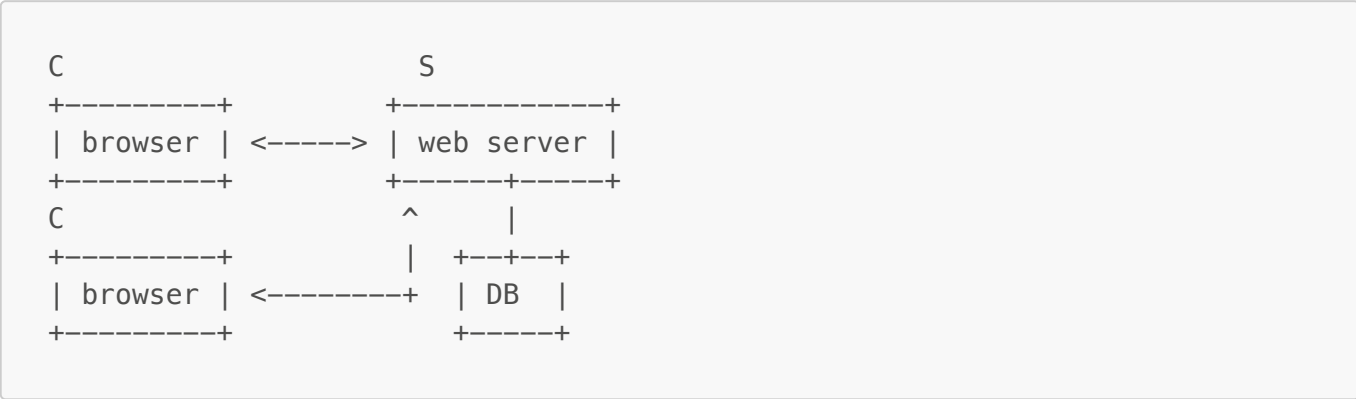 C                     S
+---------+         +------------+
| browser | <-----> | web server |
+---------+         +------+-----+
C                    ^     |
+---------+          |  +--+--+
| browser | <--------+  | DB  |
+---------+             +-----+